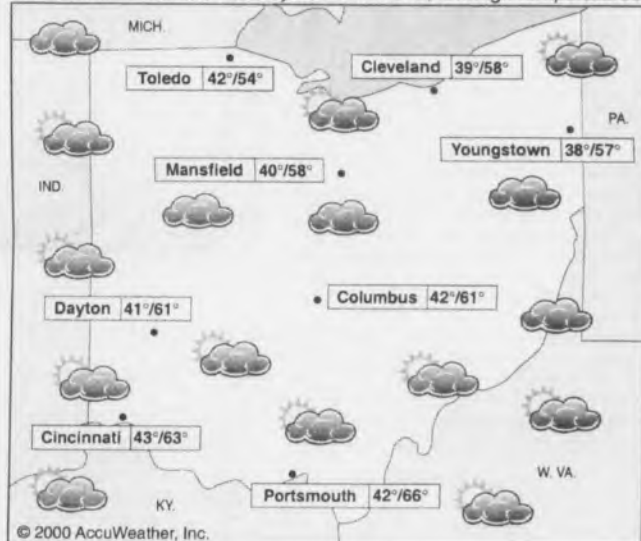 MICH.
Toledo 42°/54°
Cleveland 39°/58°
PA.
Youngstown 38°/57°
Mansfield 40°/58°
IND.
Dayton 41°/61°
Columbus 42°/61°
Cincinnati 43°/63°
W. VA.
KY.
Portsmouth 42°/66°
© 2000 AccuWeather, Inc.